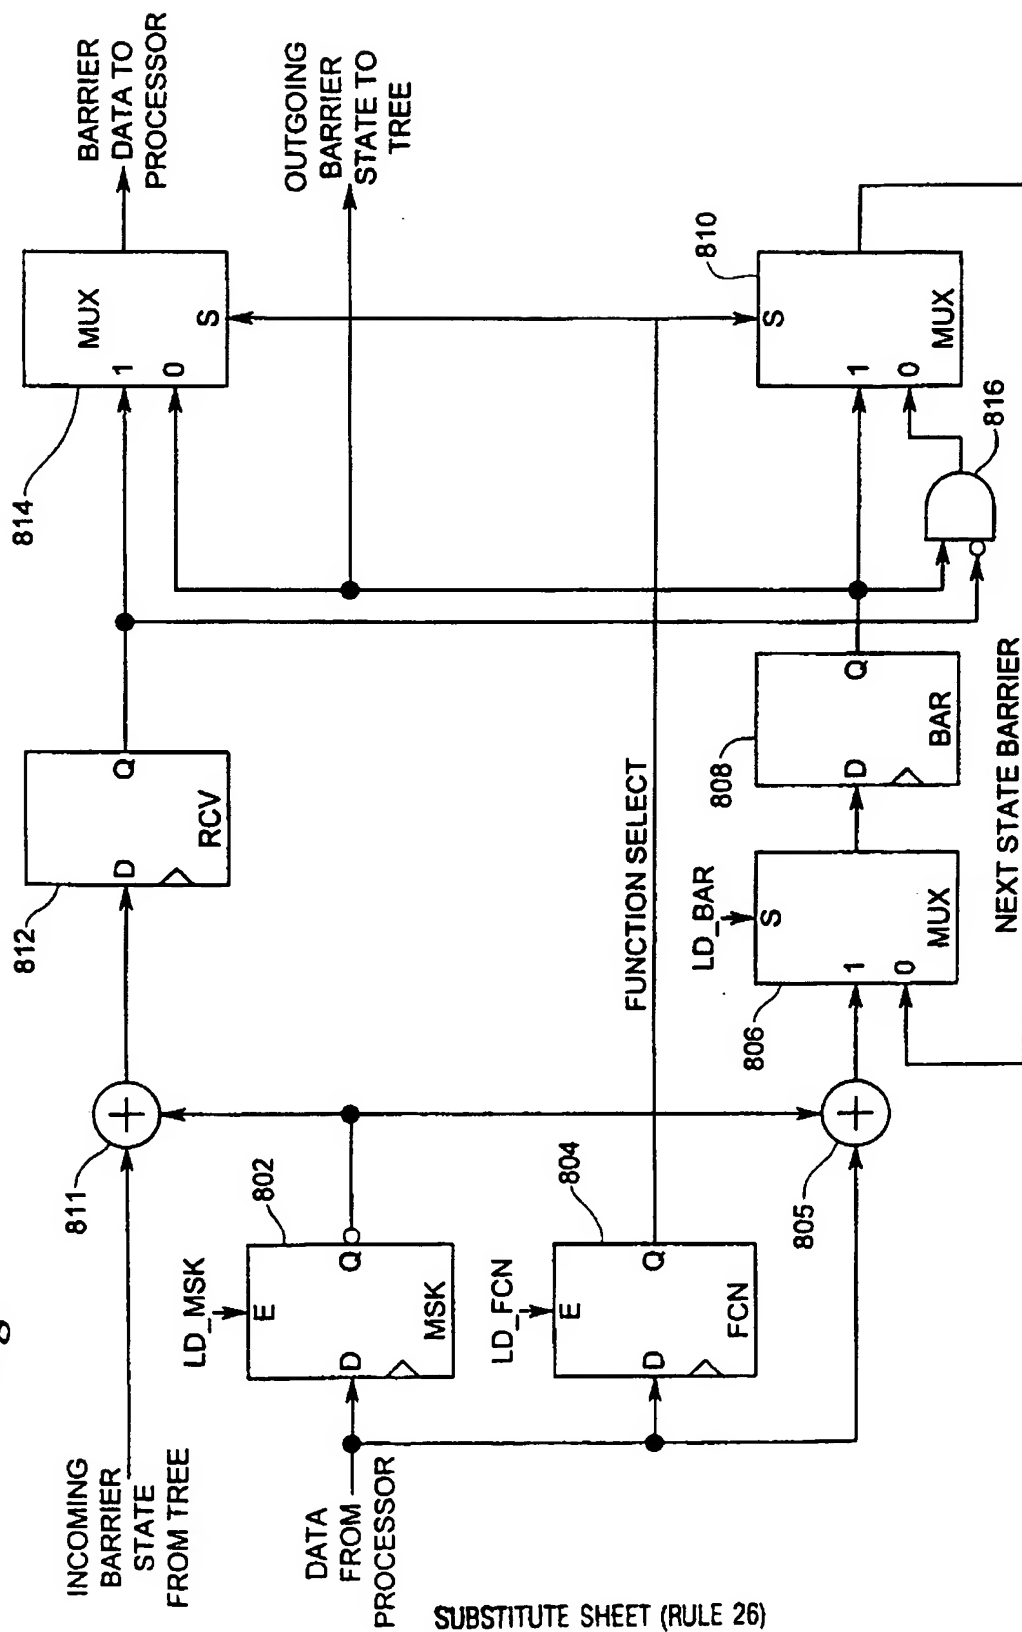 INCOMING
BARRIER
STATE
FROM TREE
811
812
D
Q
RCV
814
MUX
1
0
S
BARRIER
DATA TO
PROCESSOR
OUTGOING
BARRIER
STATE TO
TREE
DATA
FROM
PROCESSOR
LD_MSK
802
E
D
Q
MSK
LD_FCN
804
E
D
Q
FCN
FUNCTION SELECT
805
806
LD_BAR
S
1
0
MUX
808
D
Q
BAR
810
S
1
0
MUX
816
NEXT STATE BARRIER
SUBSTITUTE SHEET (RULE 26)